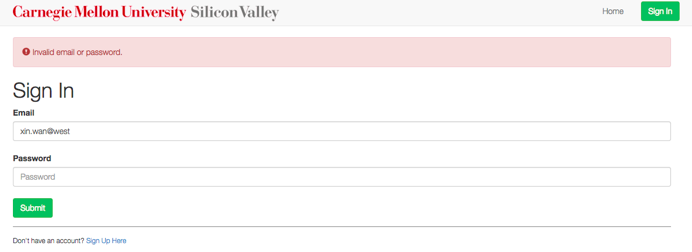 Carnegie Mellon University Silicon Valley
Home
Sign In
Invalid email or password.
Sign In
Email
xin.wan@west
Password
Password
Submit
Don't have an account? Sign Up Here